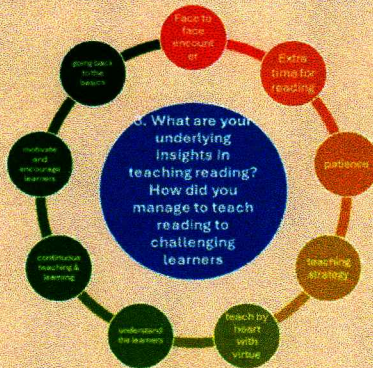 Face to
face
encount
er
Extra
time for
reading
patience
teaching
strategy
teach by
heart
with
virtue
understand
the learners
continuous
teaching &
learning
motivate
and
encourage
learners
going back
to the
basics
6. What are your
underlying
insights in
teaching reading?
How did you
manage to teach
reading to
challenging
learners